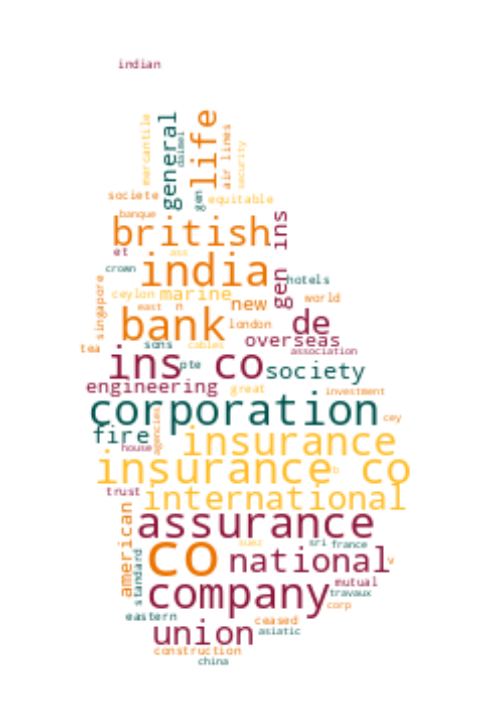 indian
mercantile
general
daimei
life
air lines
security
societe
gen
equitable
banque
british
gen ins
et
ass
crown
india
hotels
singapore
ceylon
marine
new
world
east
n
bank
london
de
overseas
tea
sons
cables
association
ins co
pte
society
engineering
great
investment
corporation
cey
fire
agencies
insurance
house
insurance co
b
trust
international
american
assurance
suez
sri
france
co
national
v
standard
company
mutual
travaux
corp
eastern
ceased
union
asiatic
construction
china